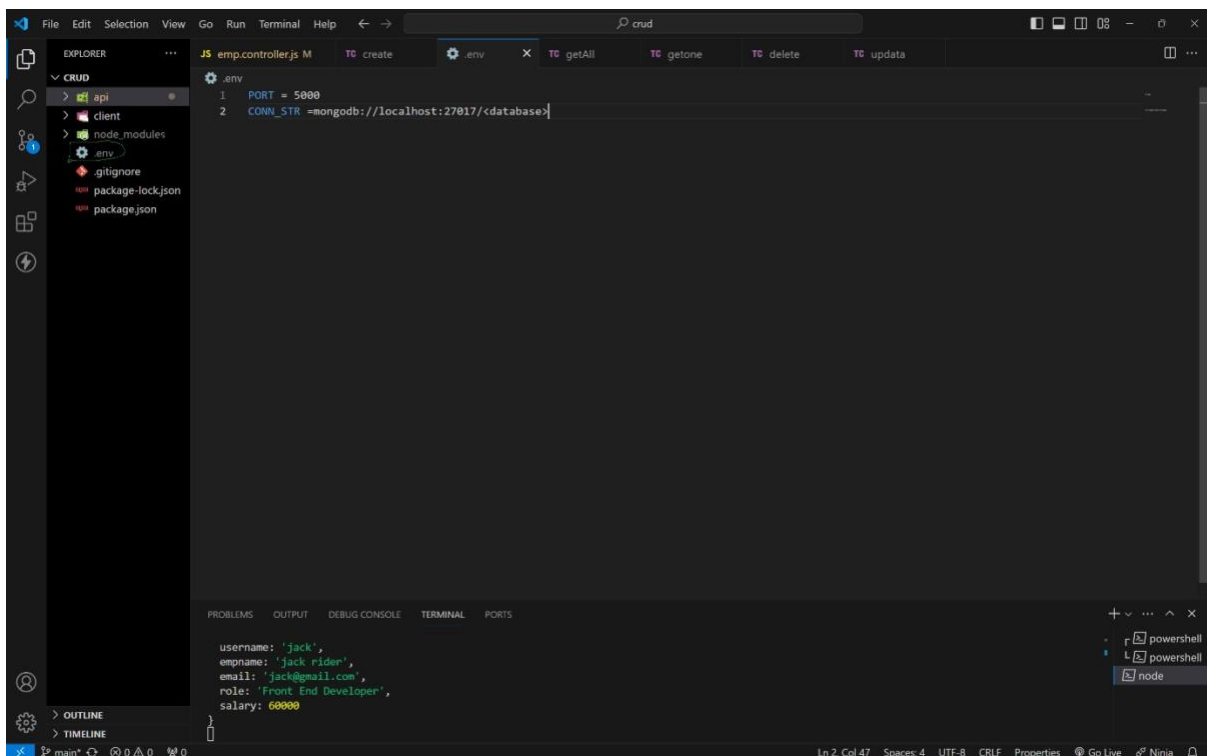 File Edit Selection View Go Run Terminal Help
crud
EXPLORER
JS emp.controller.js M
TC create
.env
TC getAll
TC getone
TC delete
TC updata
CRUD
api
client
node_modules
.env
.gitignore
package-lock.json
package.json
.env
1 PORT = 5000
2 CONN_STR =mongodb://localhost:27017/<database>
PROBLEMS OUTPUT DEBUG CONSOLE TERMINAL PORTS
username: 'jack',
empname: 'jack rider',
email: 'jack@gmail.com',
role: 'Front End Developer',
salary: 60000
}
powershell
powershell
node
OUTLINE
TIMELINE
main* 0 0 0 Ln 2, Col 47 Spaces: 4 UTF-8 CRLF Properties Go Live Ninja